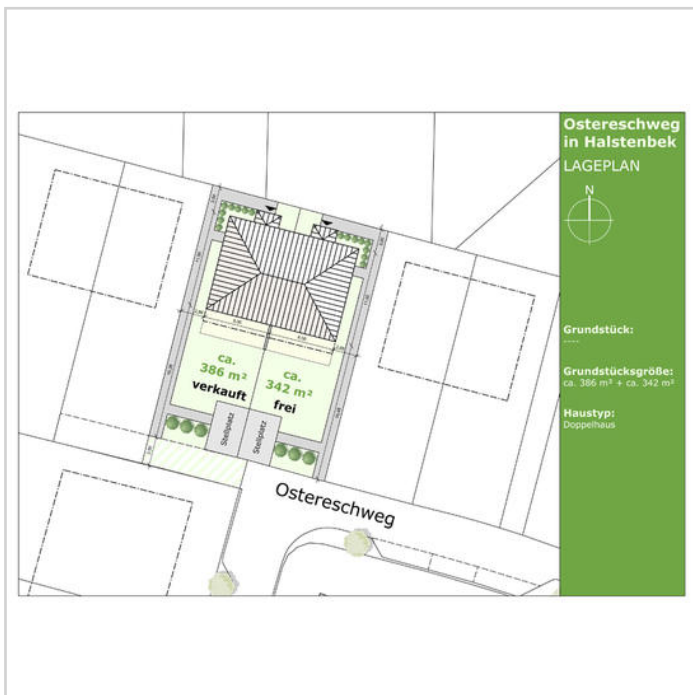 Ostereschweg
in Halstenbek
LAGEPLAN
N
Grundstück:
----
Grundstücksgröße:
ca. 386 m² + ca. 342 m²
Haustyp:
Doppelhaus
ca.
386 m²
verkauft
ca.
342 m²
frei
Stellplatz
Stellplatz
Ostereschweg